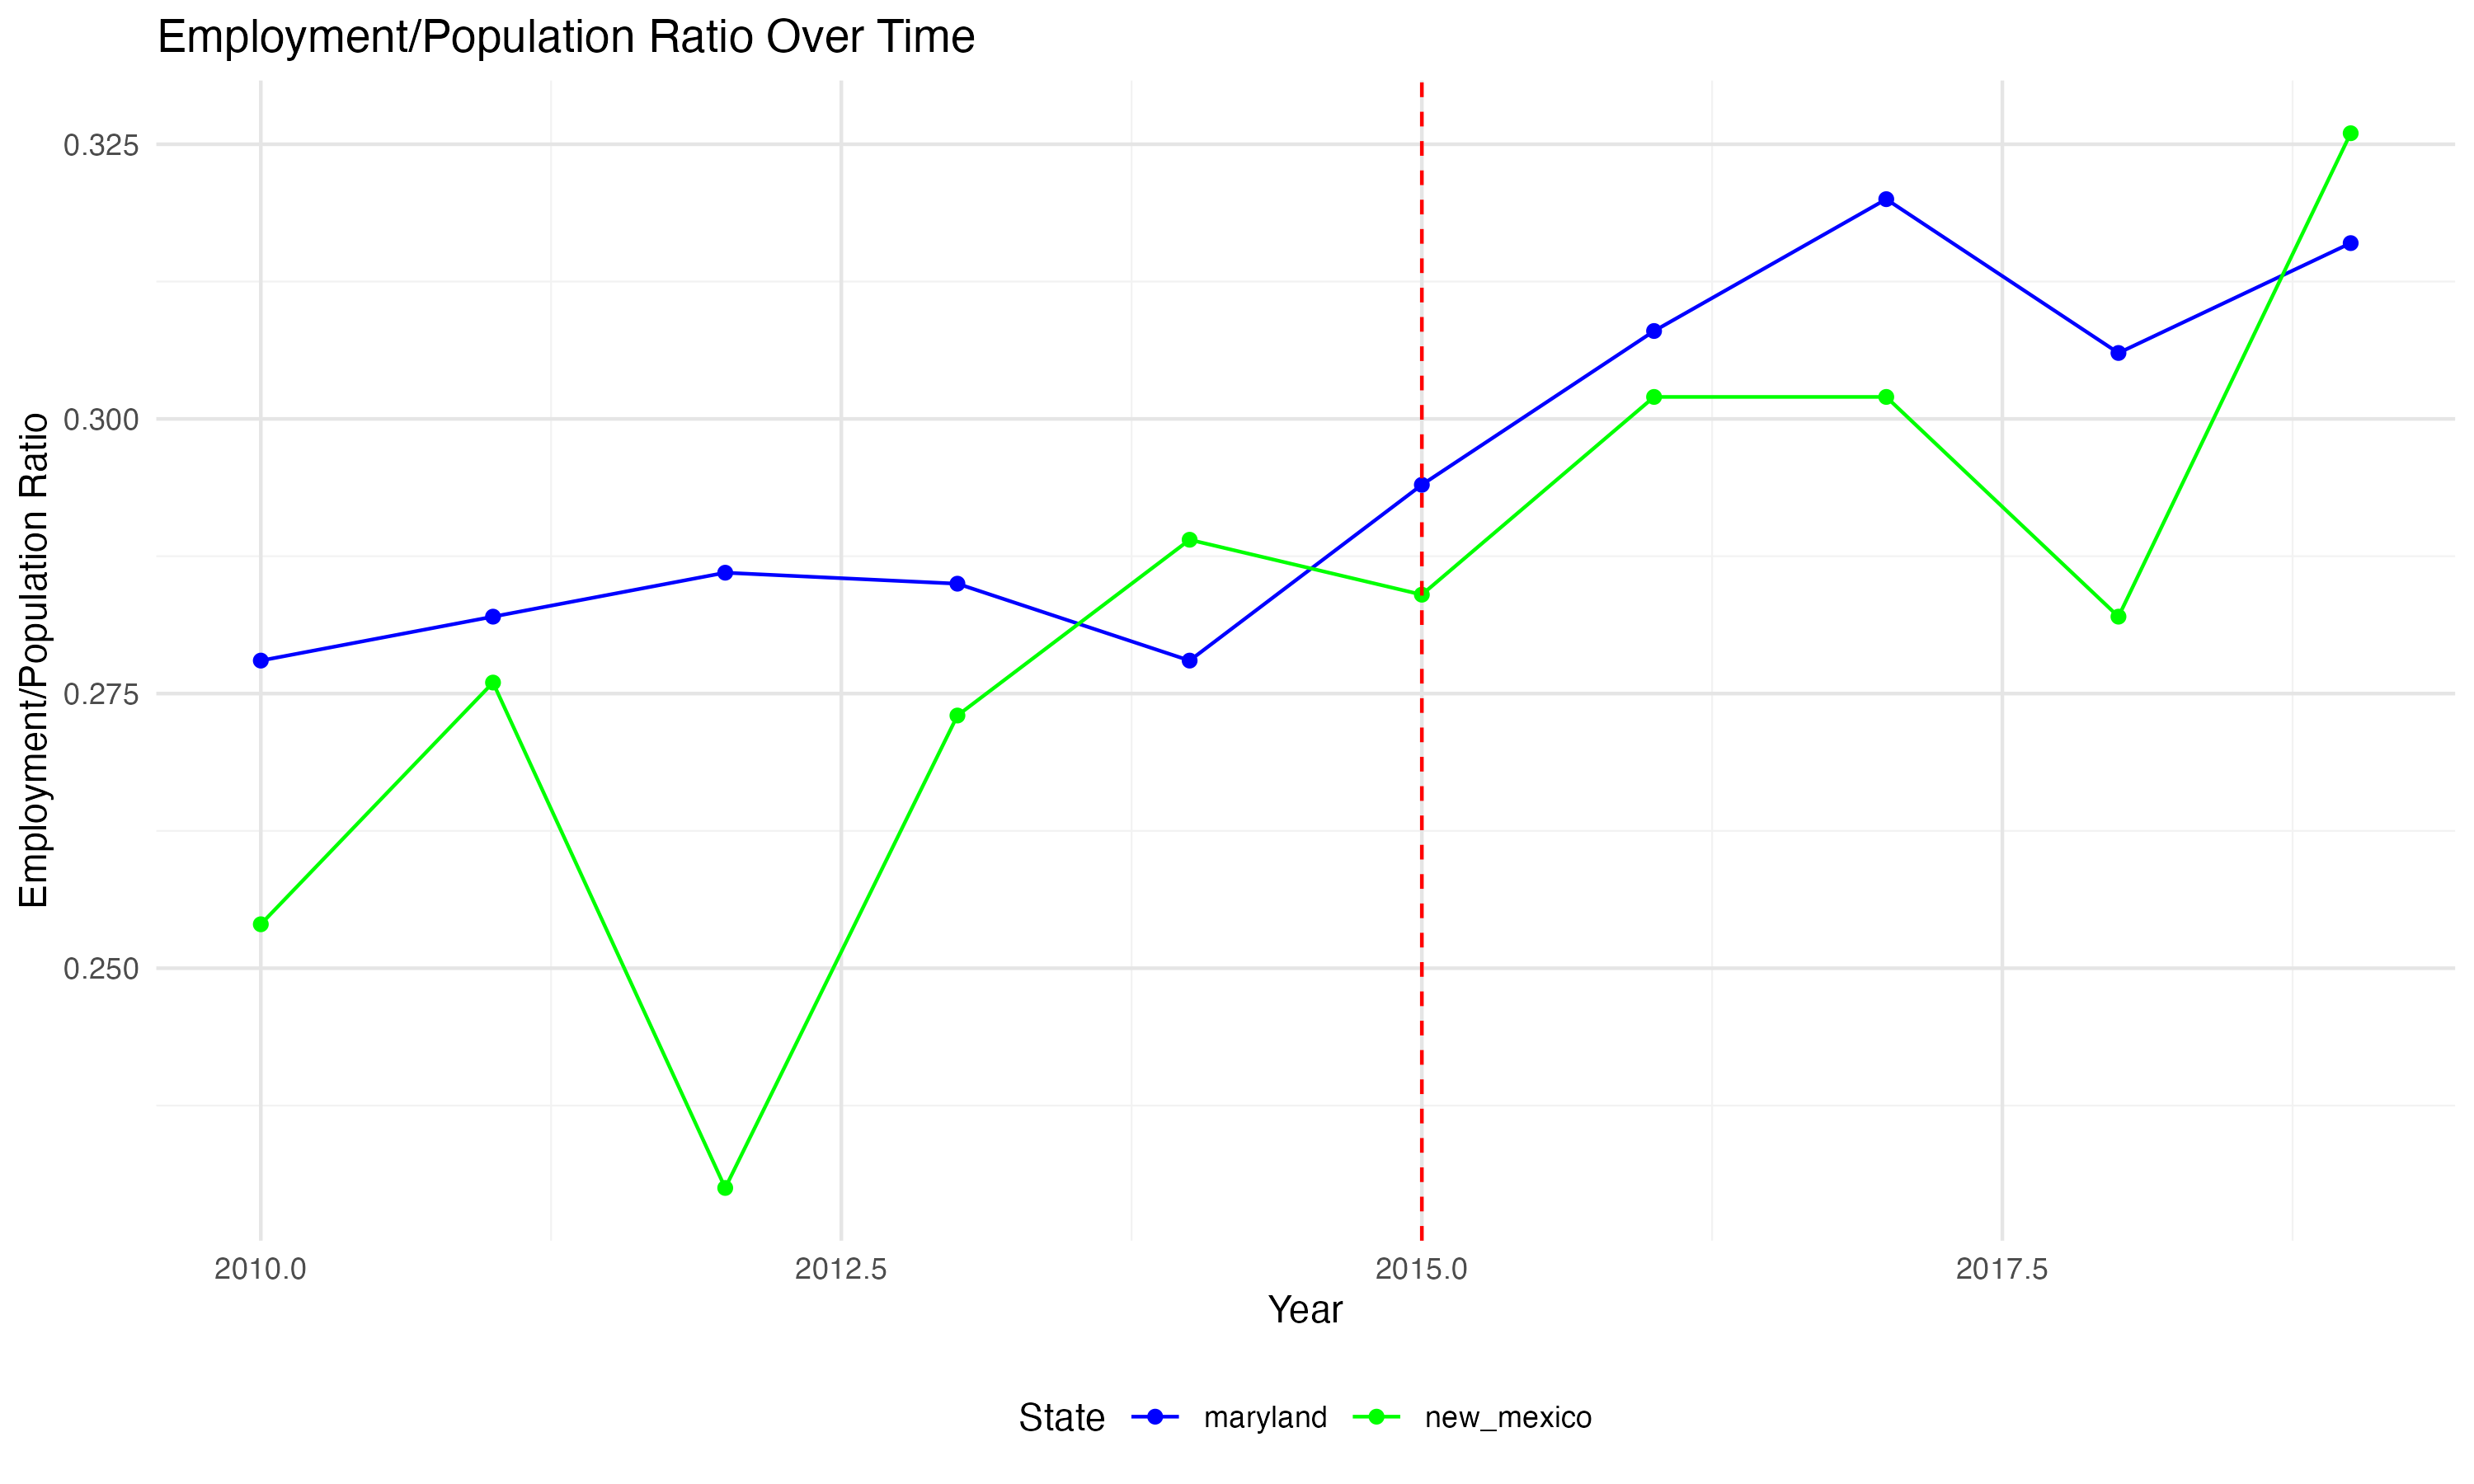 Employment/Population Ratio Over Time
Employment/Population Ratio
0.325
0.300
0.275
0.250
2010.0 2012.5 2015.0 2017.5
Year
State maryland new_mexico